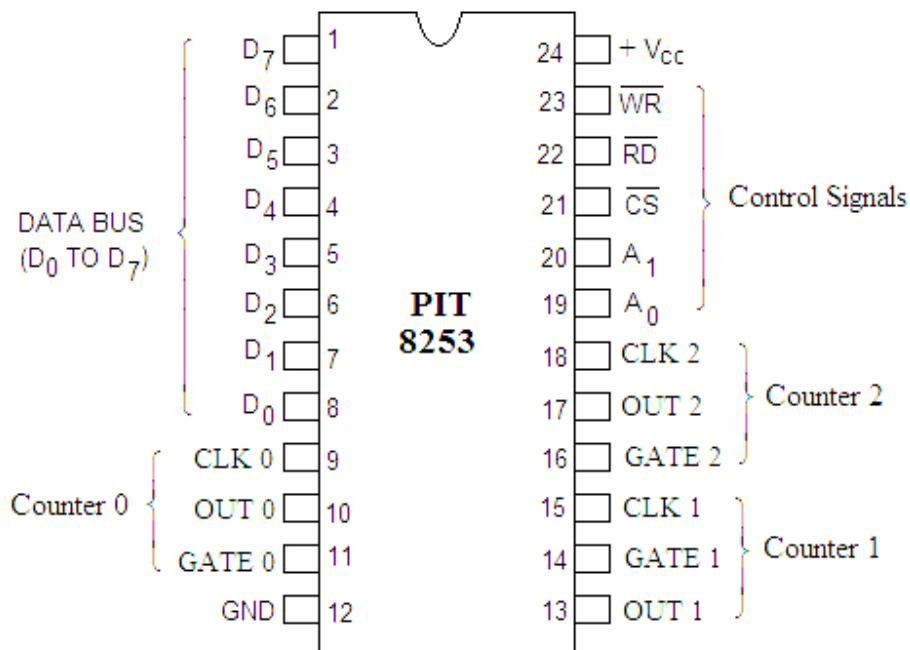 D7 1
D6 2
D5 3
D4 4
D3 5
D2 6
D1 7
D0 8
DATA BUS
(D0 TO D7)
CLK 0 9
OUT 0 10
GATE 0 11
Counter 0
GND 12
PIT
8253
24 + Vcc
23 W̅R̅
22 R̅D̅
21 C̅S̅
20 A1
19 A0
Control Signals
18 CLK 2
17 OUT 2
16 GATE 2
Counter 2
15 CLK 1
14 GATE 1
13 OUT 1
Counter 1